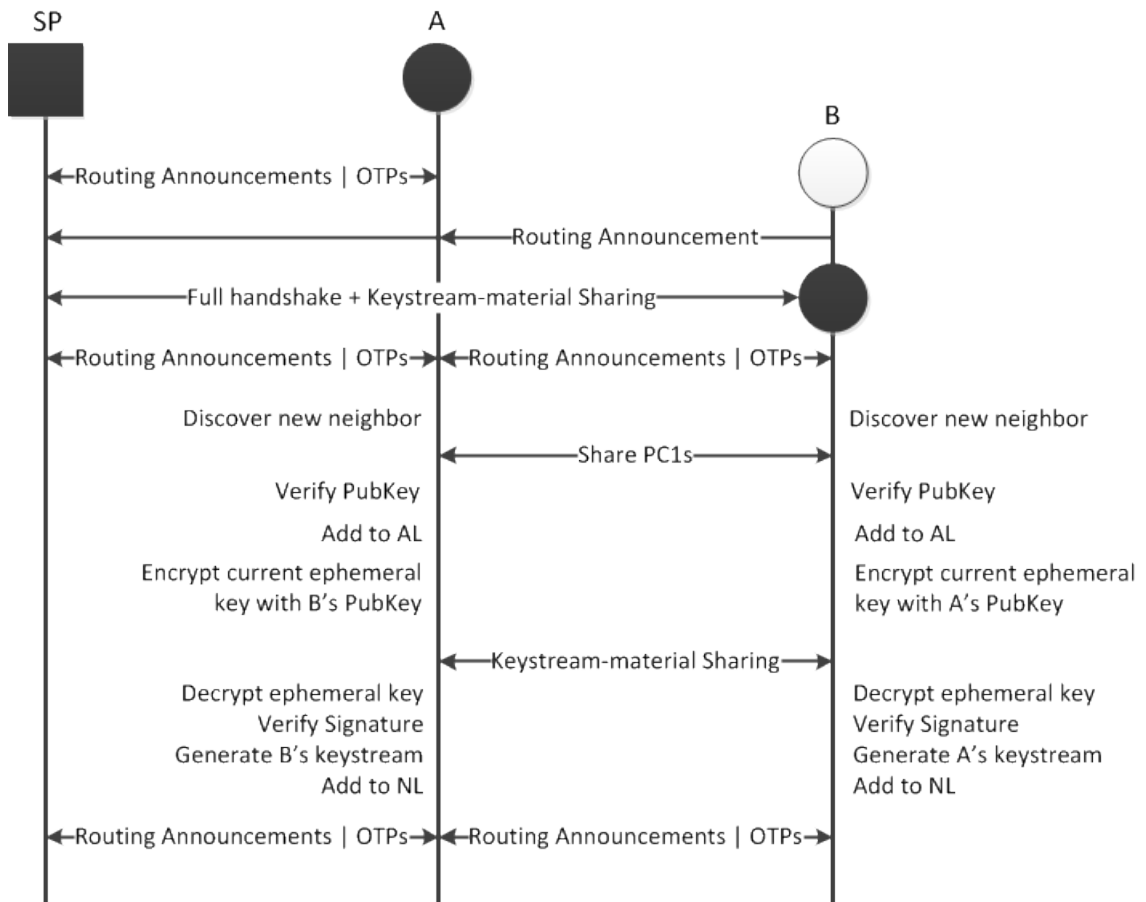 SP
A
B
Routing Announcements | OTPs
Routing Announcement
Full handshake + Keystream-material Sharing
Routing Announcements | OTPs
Routing Announcements | OTPs
Discover new neighbor
Discover new neighbor
Share PC1s
Verify PubKey
Verify PubKey
Add to AL
Add to AL
Encrypt current ephemeral
key with B's PubKey
Encrypt current ephemeral
key with A's PubKey
Keystream-material Sharing
Decrypt ephemeral key
Verify Signature
Generate B's keystream
Add to NL
Decrypt ephemeral key
Verify Signature
Generate A's keystream
Add to NL
Routing Announcements | OTPs
Routing Announcements | OTPs